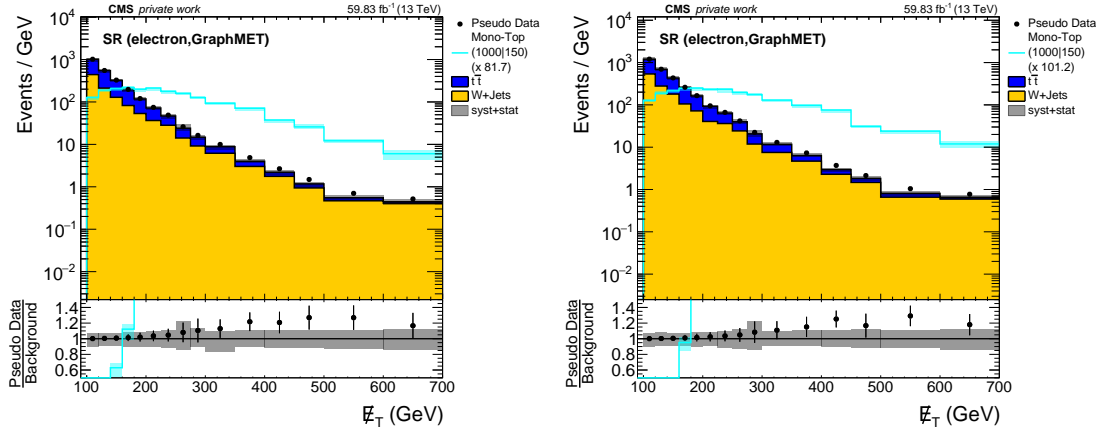 CMS private work 59.83 fb⁻¹ (13 TeV)
SR (electron,GraphMET)
Pseudo Data
Mono-Top
(1000|150)
(x 81.7)
tt̅
W+Jets
syst+stat
Events / GeV
10⁴
10³
10²
10
1
10⁻¹
10⁻²
Pseudo Data
Background
1.4
1.2
1
0.8
0.6
100 200 300 400 500 600 700
E̸_T (GeV)
CMS private work 59.83 fb⁻¹ (13 TeV)
SR (electron,GraphMET)
Pseudo Data
Mono-Top
(1000|150)
(x 101.2)
tt̅
W+Jets
syst+stat
Events / GeV
10⁴
10³
10²
10
1
10⁻¹
10⁻²
Pseudo Data
Background
1.4
1.2
1
0.8
0.6
100 200 300 400 500 600 700
E̸_T (GeV)